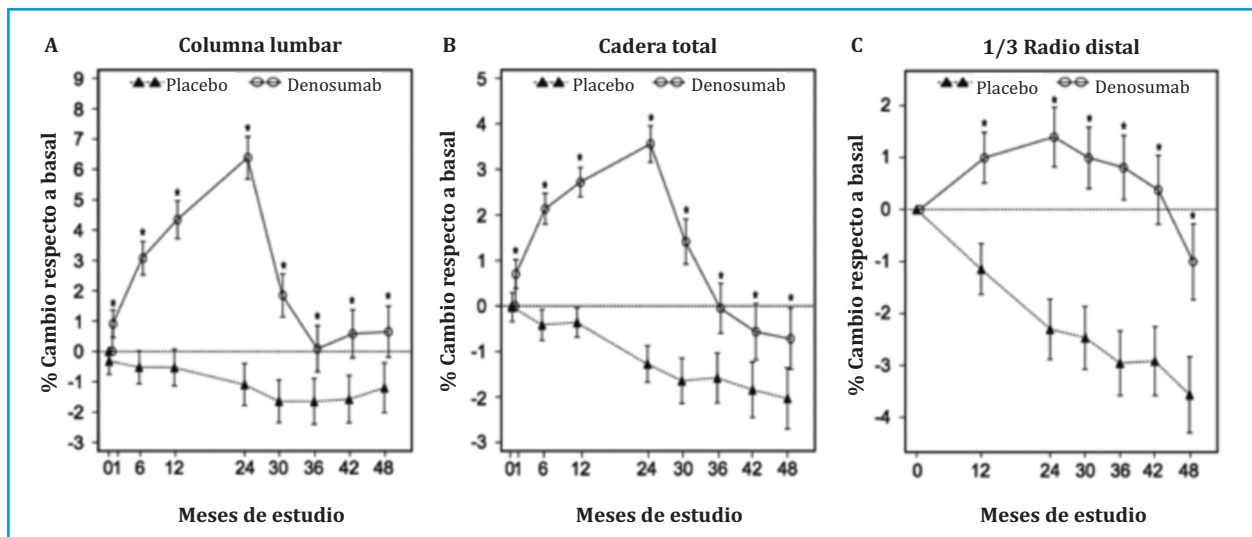 A
Columna lumbar
Placebo
Denosumab
% Cambio respecto a basal
9
8
7
6
5
4
3
2
1
0
-1
-2
-3
01 6 12 24 30 36 42 48
Meses de estudio
B
Cadera total
Placebo
Denosumab
% Cambio respecto a basal
5
4
3
2
1
0
-1
-2
-3
01 6 12 24 30 36 42 48
Meses de estudio
C
1/3 Radio distal
Placebo
Denosumab
% Cambio respecto a basal
2
1
0
-1
-2
-3
-4
0 12 24 30 36 42 48
Meses de estudio